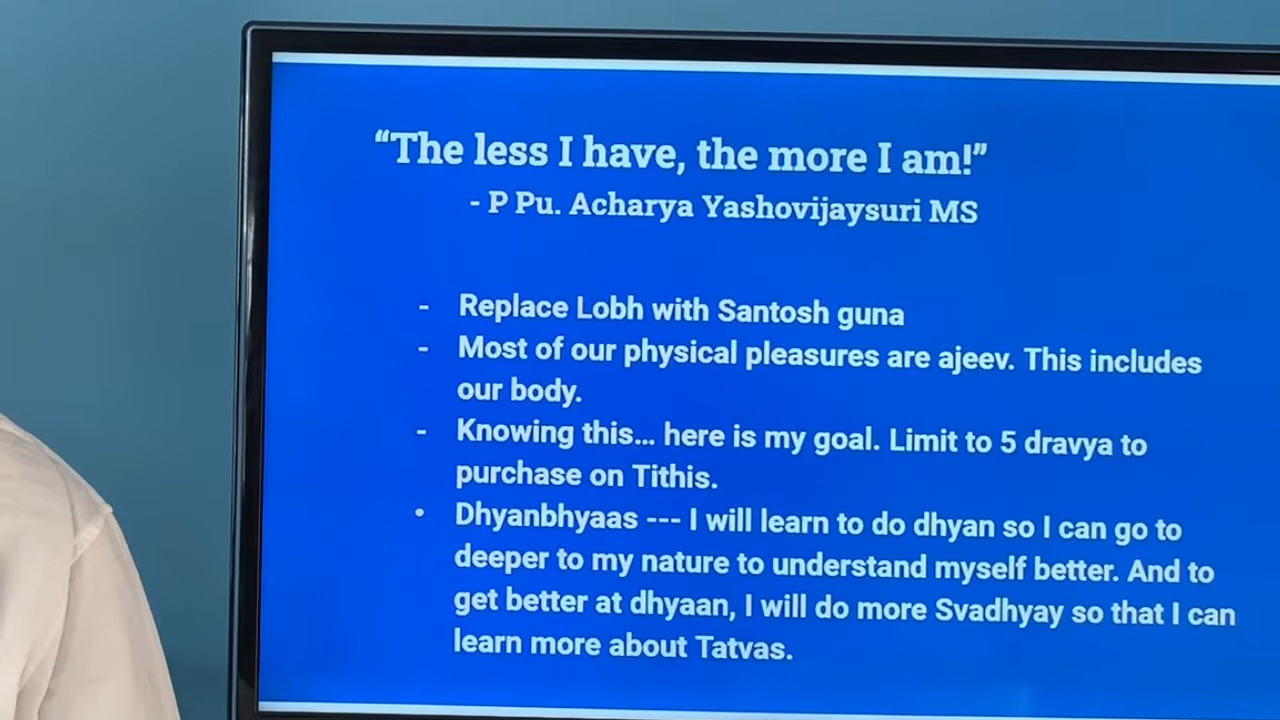 “The less I have, the more I am!”
- P Pu. Acharya Yashovijaysuri MS
- Replace Lobh with Santosh guna
- Most of our physical pleasures are ajeev. This includes
our body.
- Knowing this... here is my goal. Limit to 5 dravya to
purchase on Tithis.
• Dhyanbhyaas --- I will learn to do dhyan so I can go to
deeper to my nature to understand myself better. And to
get better at dhyaan, I will do more Svadhyay so that I can
learn more about Tatvas.